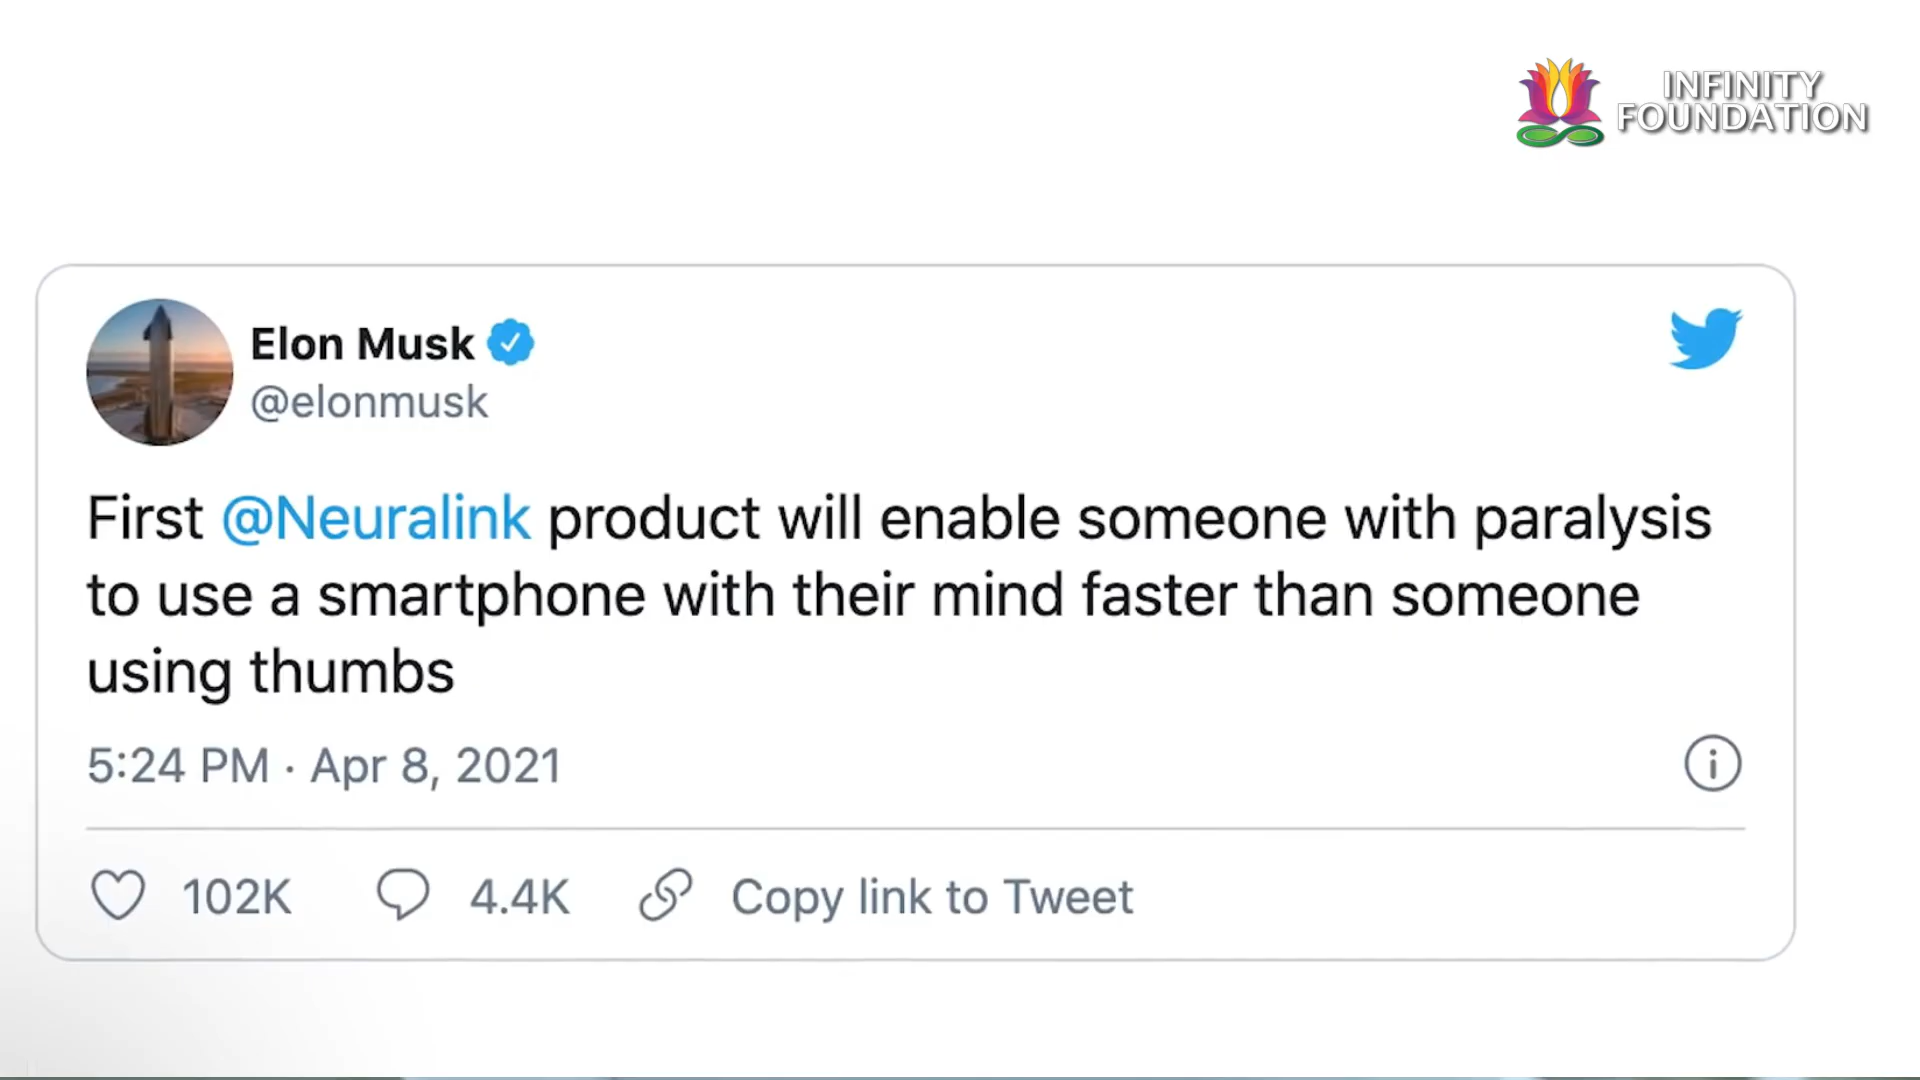 INFINITY
FOUNDATION
Elon Musk
@elonmusk
First @Neuralink product will enable someone with paralysis
to use a smartphone with their mind faster than someone
using thumbs
5:24 PM · Apr 8, 2021
102K 4.4K Copy link to Tweet